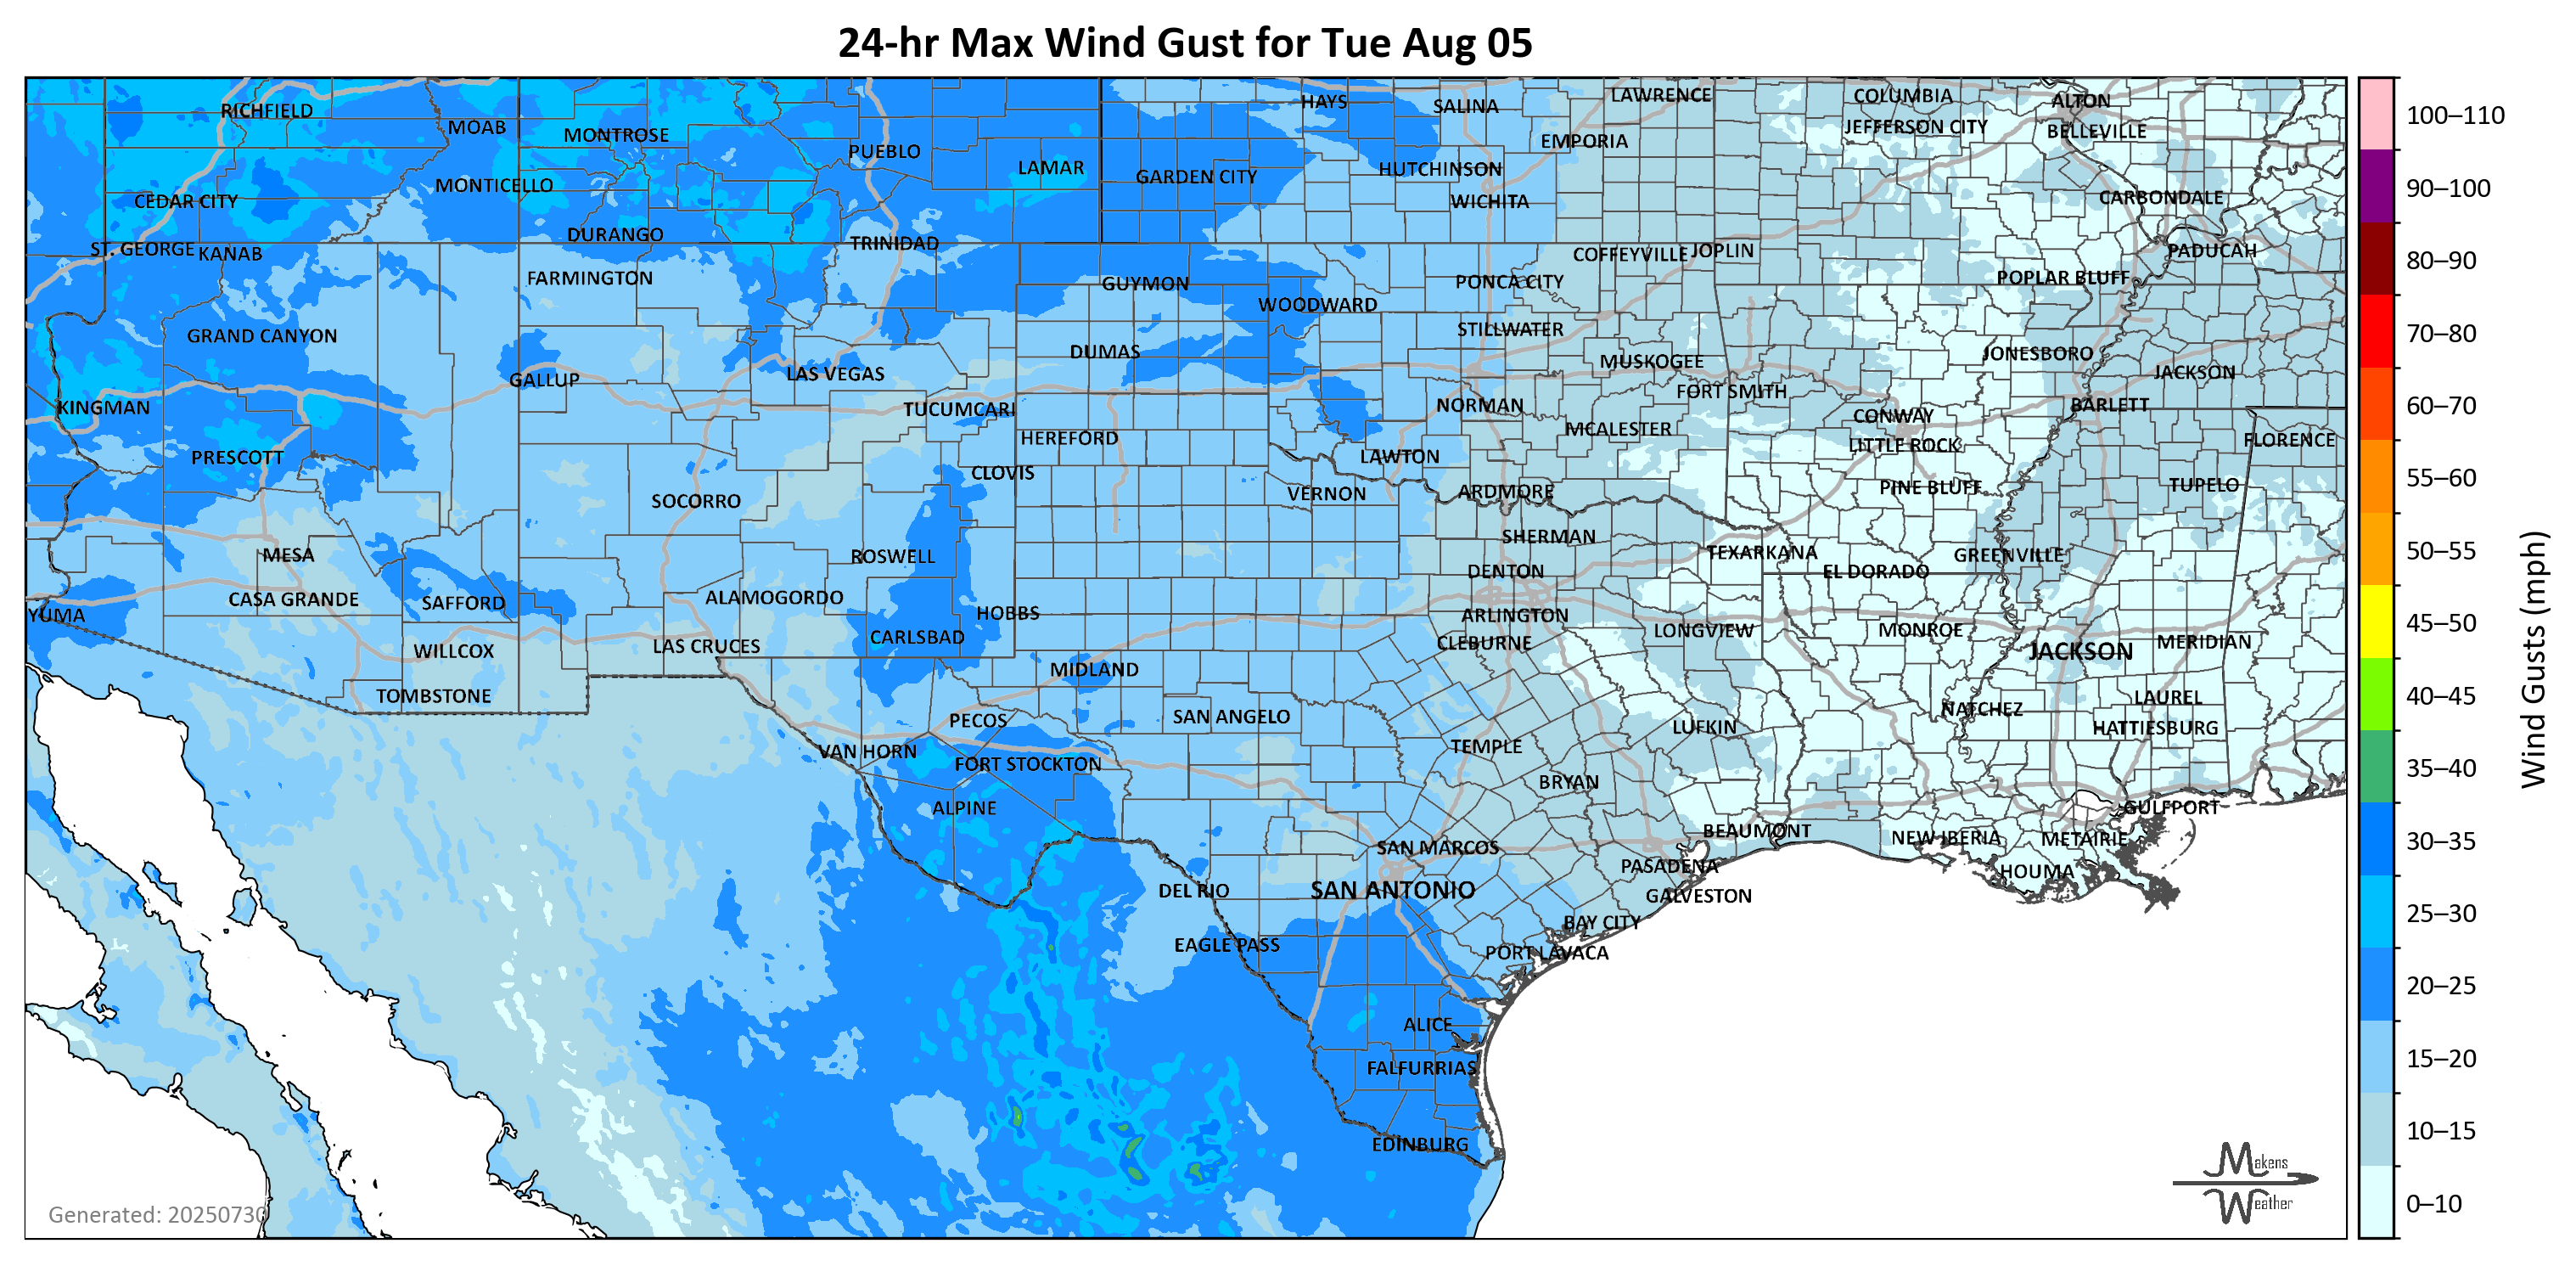 24-hr Max Wind Gust for Tue Aug 05
RICHFIELD
MOAB
MONTROSE
PUEBLO
LAMAR
HAYS
SALINA
LAWRENCE
COLUMBIA
ALTON
EMPORIA
JEFFERSON CITY
BELLEVILLE
CEDAR CITY
MONTICELLO
GARDEN CITY
HUTCHINSON
WICHITA
CARBONDALE
ST. GEORGE
KANAB
DURANGO
TRINIDAD
COFFEYVILLE
JOPLIN
PADUCAH
FARMINGTON
GUYMON
WOODWARD
PONCA CITY
POPLAR BLUFF
GRAND CANYON
STILLWATER
DUMAS
MUSKOGEE
JONESBORO
GALLUP
LAS VEGAS
FORT SMITH
JACKSON
KINGMAN
TUCUMCARI
NORMAN
CONWAY
BARLETT
PRESCOTT
HEREFORD
MCALESTER
LITTLE ROCK
FLORENCE
CLOVIS
LAWTON
SOCORRO
VERNON
ARDMORE
PINE BLUFF
TUPELO
MESA
ROSWELL
SHERMAN
TEXARKANA
GREENVILLE
DENTON
EL DORADO
YUMA
CASA GRANDE
SAFFORD
ALAMOGORDO
HOBBS
ARLINGTON
WILLCOX
LAS CRUCES
CARLSBAD
CLEBURNE
LONGVIEW
MONROE
JACKSON
MERIDIAN
TOMBSTONE
MIDLAND
LAUREL
PECOS
SAN ANGELO
LUFKIN
NATCHEZ
HATTIESBURG
VAN HORN
FORT STOCKTON
TEMPLE
BRYAN
ALPINE
GULFPORT
SAN MARCOS
BEAUMONT
NEW IBERIA
METAIRIE
DEL RIO
SAN ANTONIO
PASADENA
HOUMA
GALVESTON
EAGLE PASS
BAY CITY
PORT LAVACA
ALICE
FALFURRIAS
EDINBURG
Generated: 20250730
Makens
Weather
100–110
90–100
80–90
70–80
60–70
55–60
50–55
45–50
40–45
35–40
30–35
25–30
20–25
15–20
10–15
0–10
Wind Gusts (mph)